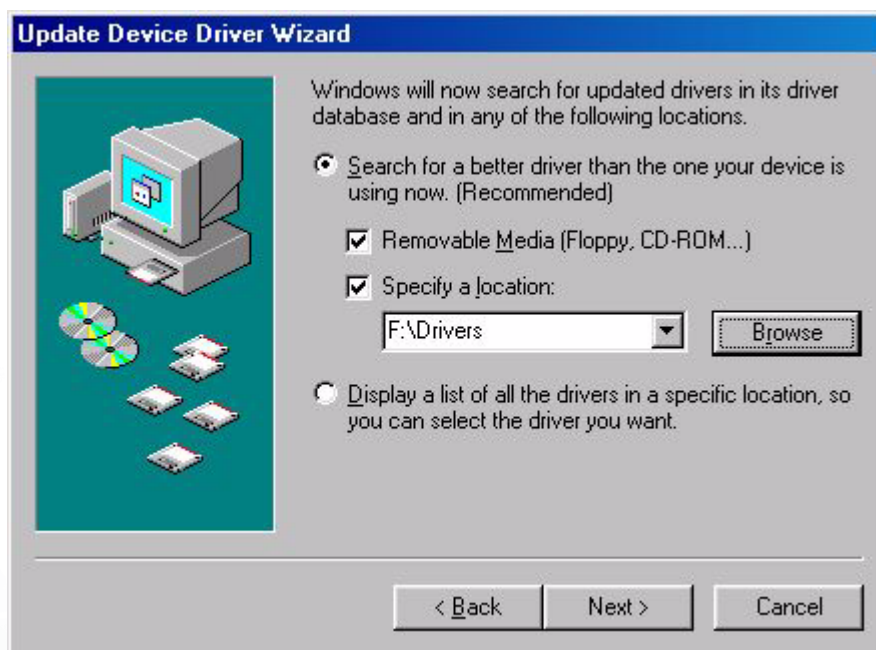 Update Device Driver Wizard
Windows will now search for updated drivers in its driver
database and in any of the following locations.
Search for a better driver than the one your device is
using now. (Recommended)
Removable Media (Floppy, CD-ROM...)
Specify a location:
F:\Drivers
Browse
Display a list of all the drivers in a specific location, so
you can select the driver you want.
< Back
Next >
Cancel